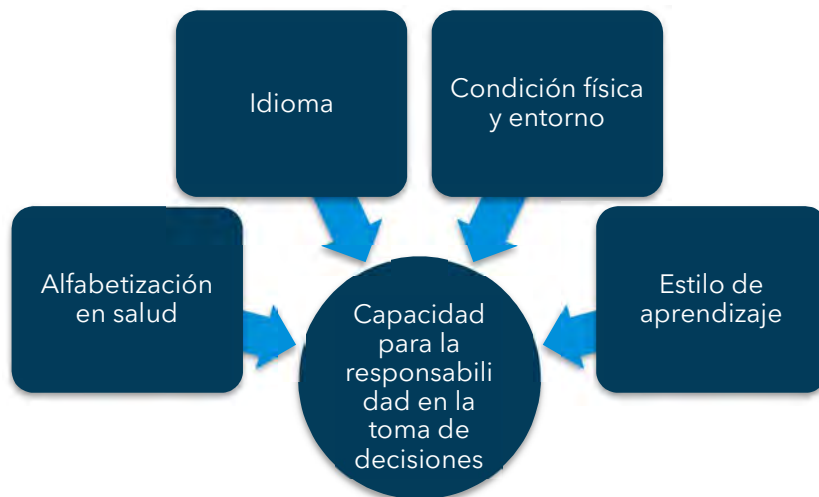 Idioma
Condición física
y entorno
Alfabetización
en salud
Estilo de
aprendizaje
Capacidad
para la
responsabili
dad en la
toma de
decisiones